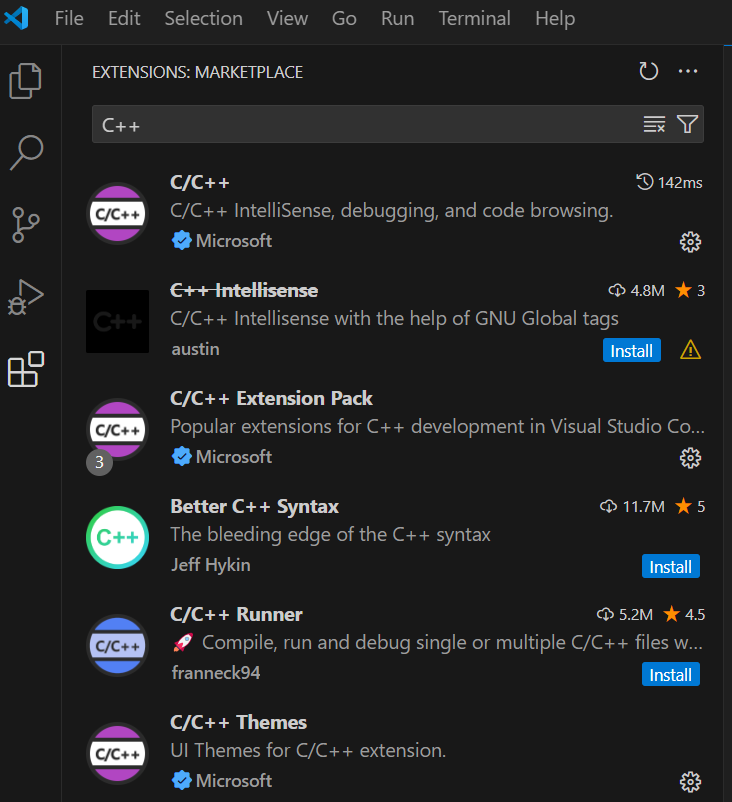 File Edit Selection View Go Run Terminal Help
EXTENSIONS: MARKETPLACE
C++
C/C++ 142ms
C/C++ IntelliSense, debugging, and code browsing.
Microsoft
C/C++
C++ Intellisense 4.8M 3
C/C++ Intellisense with the help of GNU Global tags
austin Install
C++
C/C++ Extension Pack
Popular extensions for C++ development in Visual Studio Co...
Microsoft
C/C++
3
Better C++ Syntax 11.7M 5
The bleeding edge of the C++ syntax
Jeff Hykin Install
C++
C/C++ Runner 5.2M 4.5
🚀 Compile, run and debug single or multiple C/C++ files w...
franneck94 Install
C/C++
C/C++ Themes
UI Themes for C/C++ extension.
Microsoft
C/C++